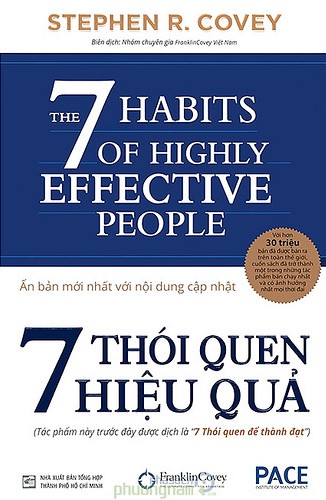 STEPHEN R. COVEY
Biên dịch: Nhóm chuyên gia FranklinCovey Việt Nam
THE 7 HABITS
OF HIGHLY
EFFECTIVE
PEOPLE
Ấn bản mới nhất với nội dung cập nhật
Với hơn
30 triệu
bản đã được bán ra
trên toàn thế giới,
cuốn sách đã trở thành
một trong những tác
phẩm bán chạy nhất
và có ảnh hưởng
nhất mọi thời đại
7 THÓI QUEN
HIỆU QUẢ
(Tác phẩm này trước đây được dịch là "7 Thói quen để thành đạt")
NHÀ XUẤT BẢN TỔNG HỢP
THÀNH PHỐ HỒ CHÍ MINH
FranklinCovey
PACE
INSTITUTE OF MANAGEMENT
phuongnam